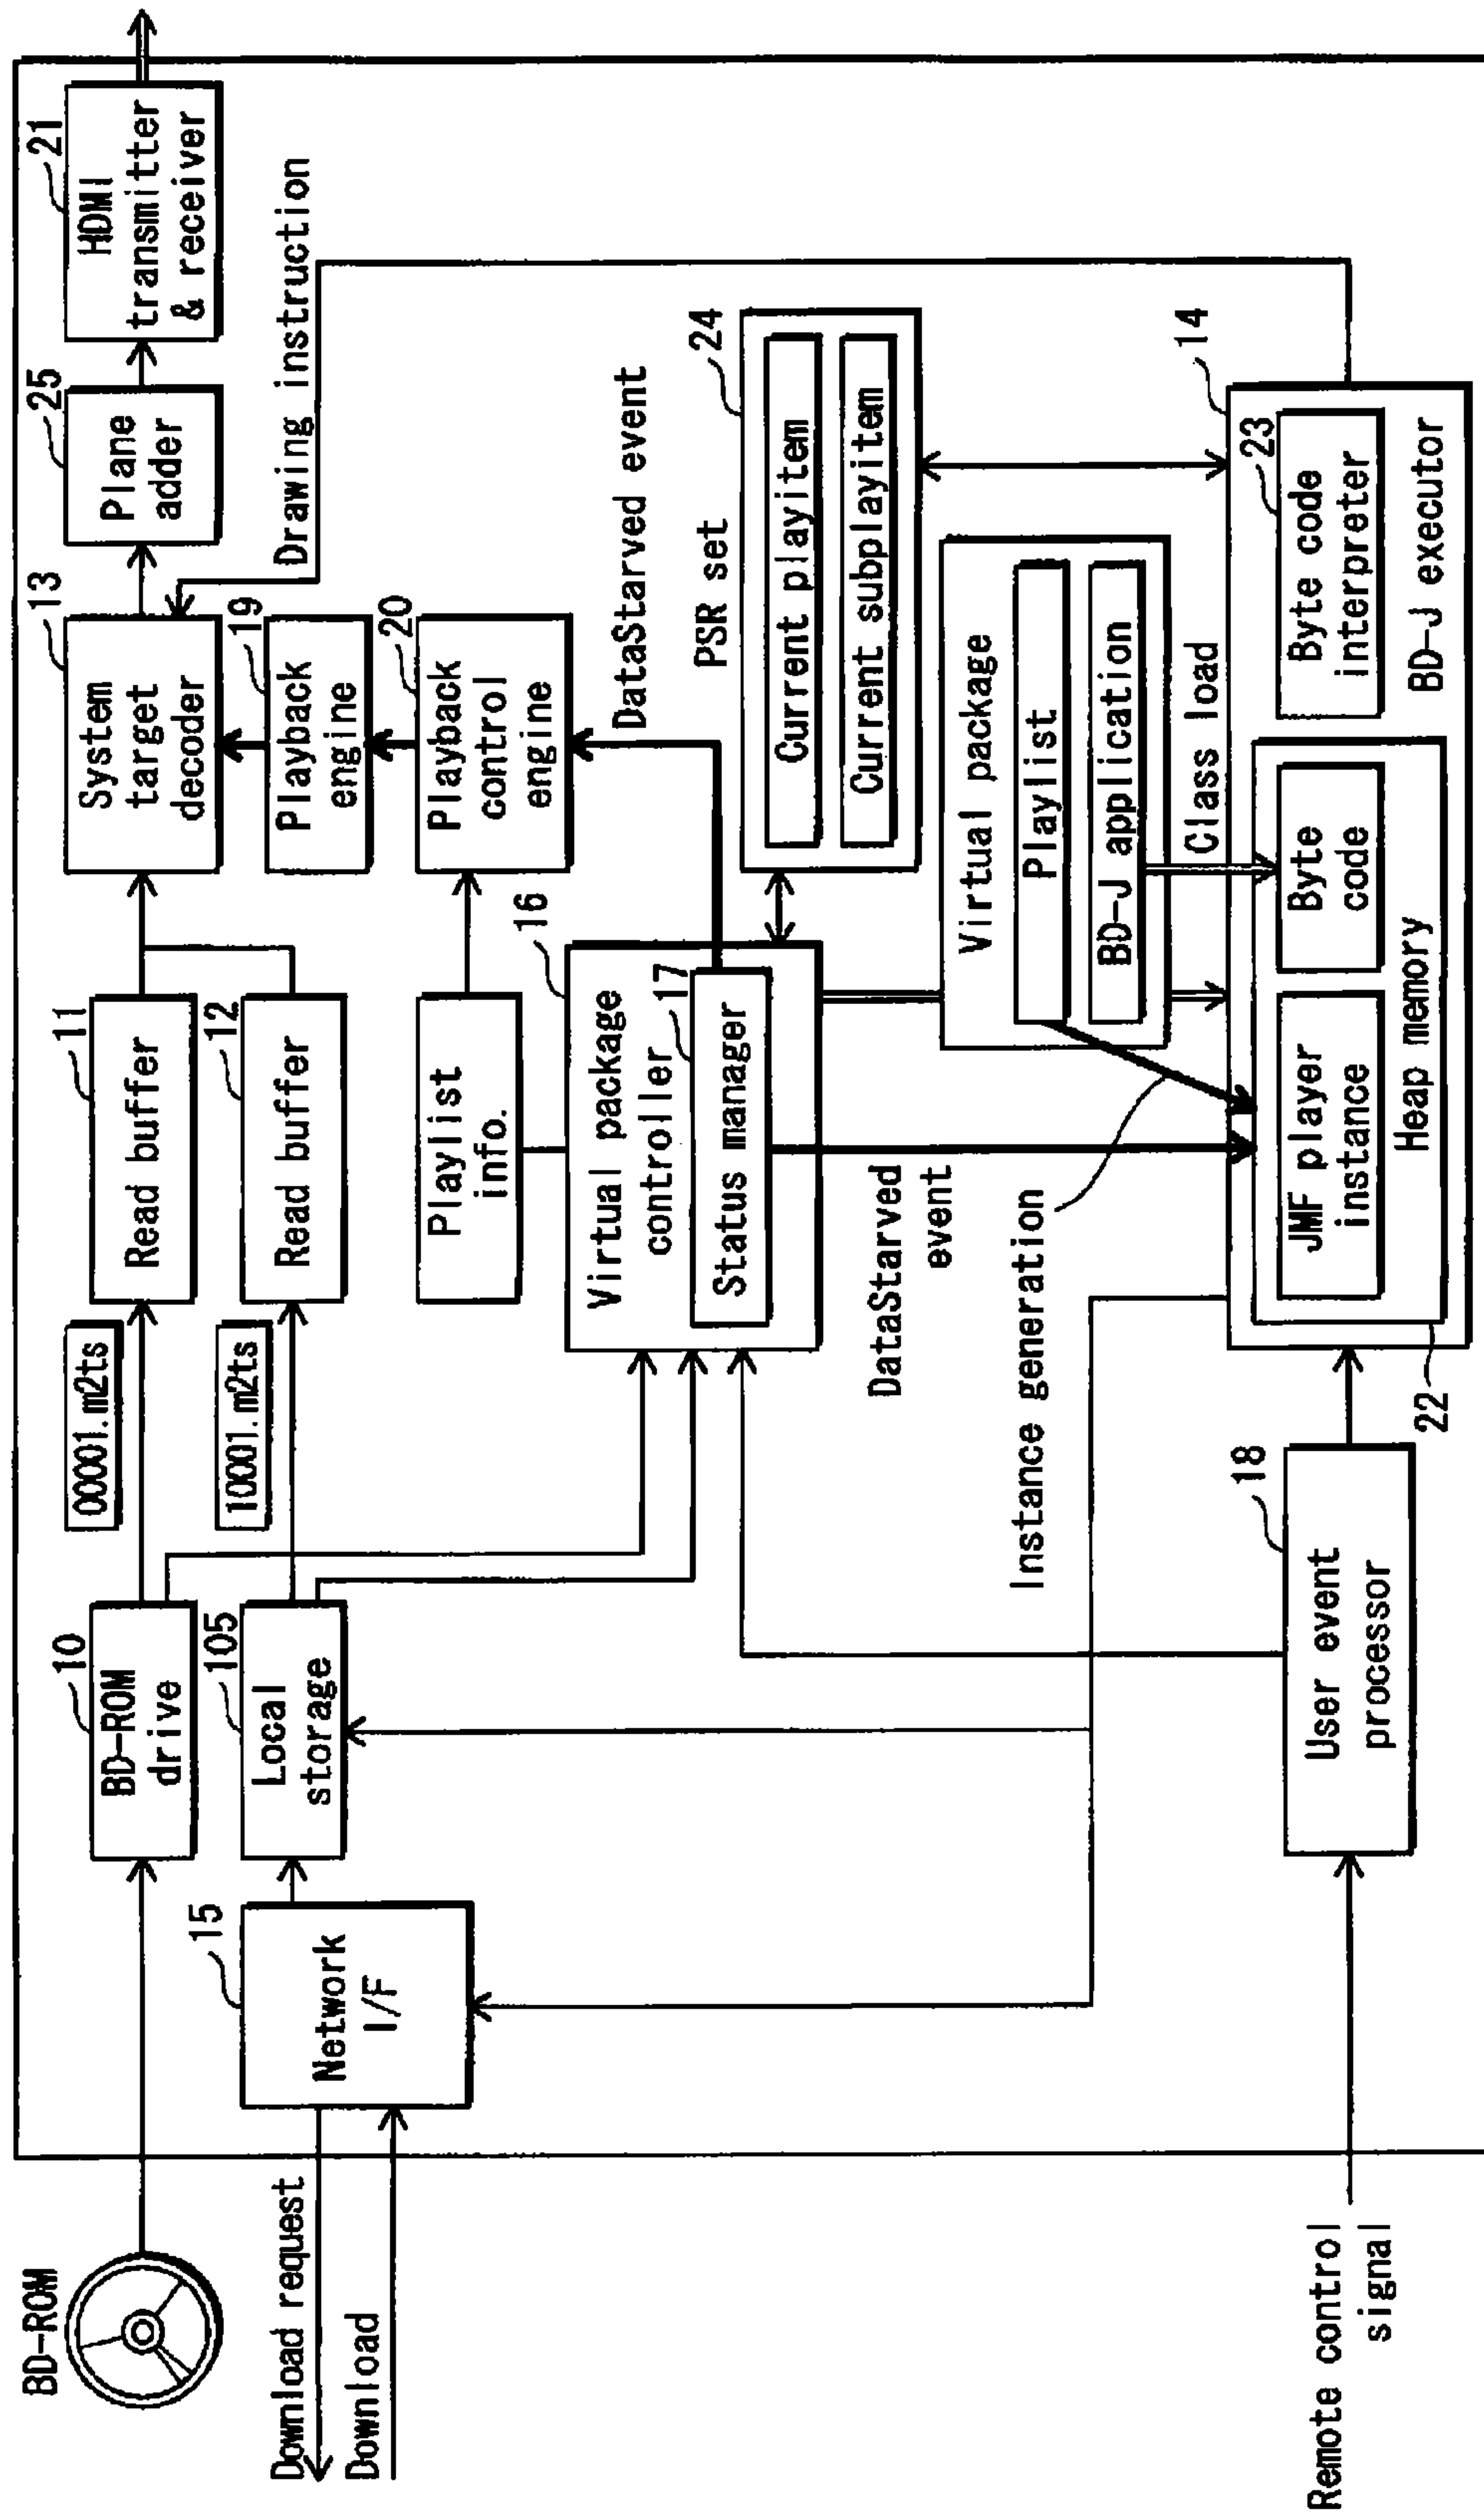 BD-ROM
10
BD-ROM
drive
00001.m2ts
11
Read buffer
13
System
target
decoder
25
Plane
adder
21
HDMI
transmitter
& receiver
Download request
Download
15
Network
I/F
105
Local
storage
10001.m2ts
12
Read buffer
19
Playback
engine
Drawing instruction
Playlist
info.
20
Playback
control
engine
DataStarved event
16
Virtual package
controller
17
Status manager
PSR set
24
Current playitem
Current subplayitem
DataStarved
event
Virtual package
Playlist
BD-J application
Instance generation
Class load
14
Remote control
signal
18
User event
processor
22
JMF player
instance
Byte
code
Heap memory
23
Byte code
interpreter
BD-J executor